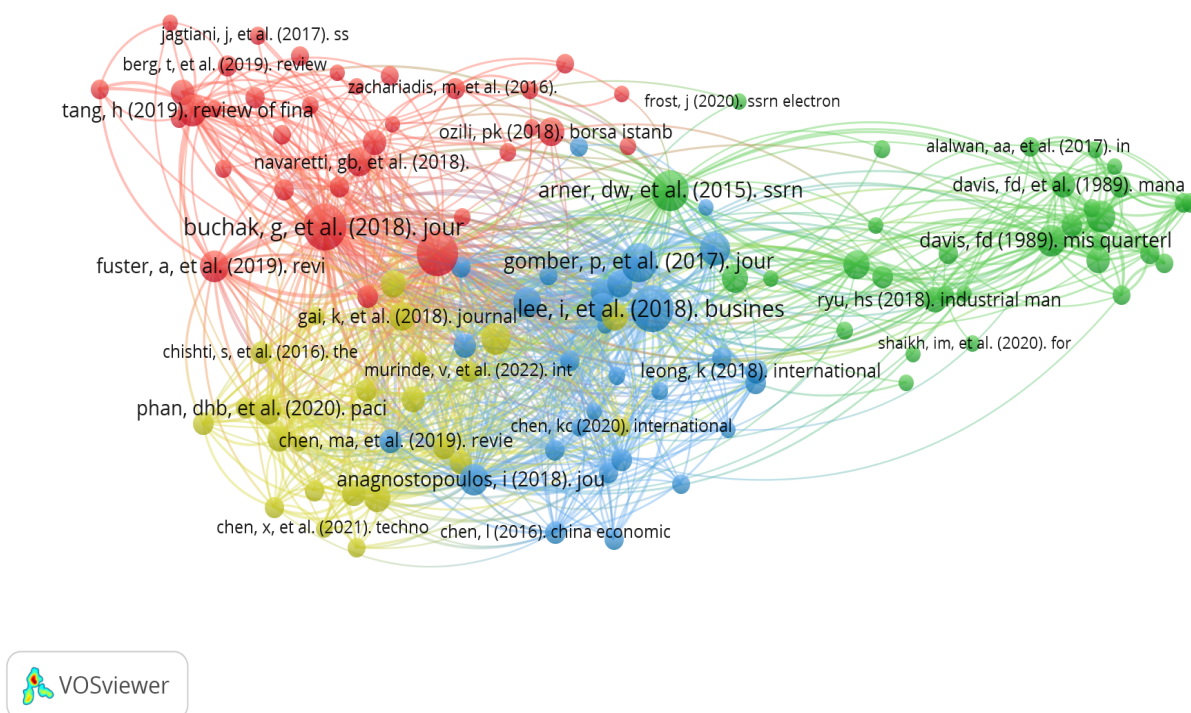 jagtiani, j, et al. (2017). ss
berg, t, et al. (2019). review
zachariadis, m, et al. (2016).
tang, h (2019). review of fina
frost, j (2020). ssrn electron
ozili, pk (2018). borsa istanb
alalwan, aa, et al. (2017). in
navaretti, gb, et al. (2018).
arner, dw, et al. (2015). ssrn
davis, fd, et al. (1989). mana
buchak, g, et al. (2018). jour
davis, fd (1989). mis quarterl
fuster, a, et al. (2019). revi
gomber, p, et al. (2017). jour
ryu, hs (2018). industrial man
lee, i, et al. (2018). busines
gai, k, et al. (2018). journal
shaikh, im, et al. (2020). for
chishti, s, et al. (2016). the
murinde, v, et al. (2022). int
leong, k (2018). international
phan, dhb, et al. (2020). paci
chen, kc (2020). international
chen, ma, et al. (2019). revie
anagnostopoulos, i (2018). jou
chen, x, et al. (2021). techno
chen, l (2016). china economic
VOSviewer